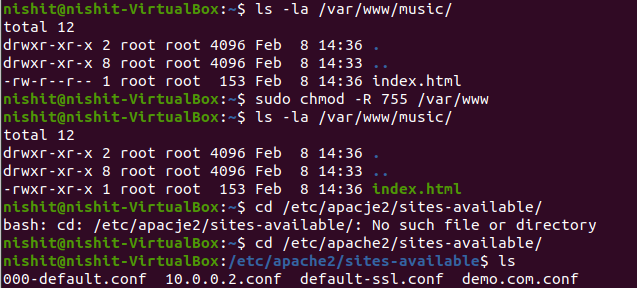 nishit@nishit-VirtualBox:~$ ls -la /var/www/music/
total 12
drwxr-xr-x 2 root root 4096 Feb  8 14:36 .
drwxr-xr-x 8 root root 4096 Feb  8 14:33 ..
-rw-r--r-- 1 root root  153 Feb  8 14:36 index.html
nishit@nishit-VirtualBox:~$ sudo chmod -R 755 /var/www
nishit@nishit-VirtualBox:~$ ls -la /var/www/music/
total 12
drwxr-xr-x 2 root root 4096 Feb  8 14:36 .
drwxr-xr-x 8 root root 4096 Feb  8 14:33 ..
-rwxr-xr-x 1 root root  153 Feb  8 14:36 index.html
nishit@nishit-VirtualBox:~$ cd /etc/apacje2/sites-available/
bash: cd: /etc/apacje2/sites-available/: No such file or directory
nishit@nishit-VirtualBox:~$ cd /etc/apache2/sites-available/
nishit@nishit-VirtualBox:/etc/apache2/sites-available$ ls
000-default.conf  10.0.0.2.conf  default-ssl.conf  demo.com.conf